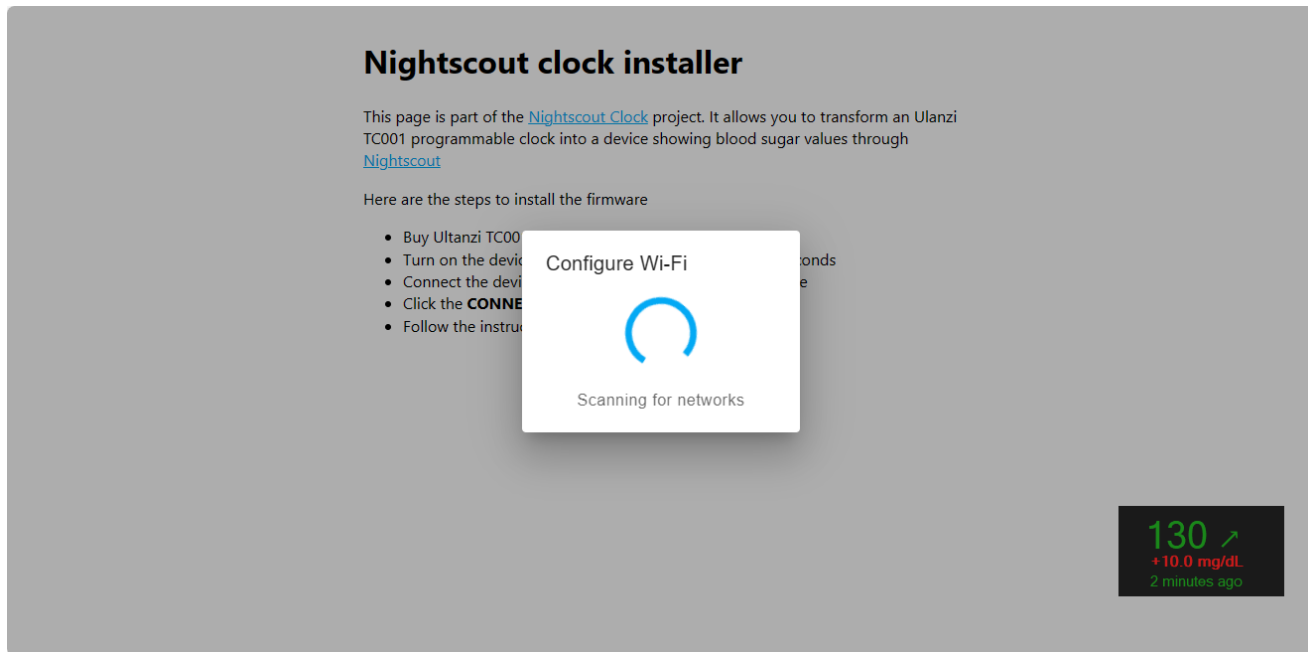 Nightscout clock installer
This page is part of the Nightscout Clock project. It allows you to transform an Ulanzi
TC001 programmable clock into a device showing blood sugar values through
Nightscout
Here are the steps to install the firmware
Buy Ultanzi TC00
Turn on the devic onds
Connect the devi e
Click the CONNE
Follow the instruc
Configure Wi-Fi
Scanning for networks
130 ↗
+10.0 mg/dL
2 minutes ago